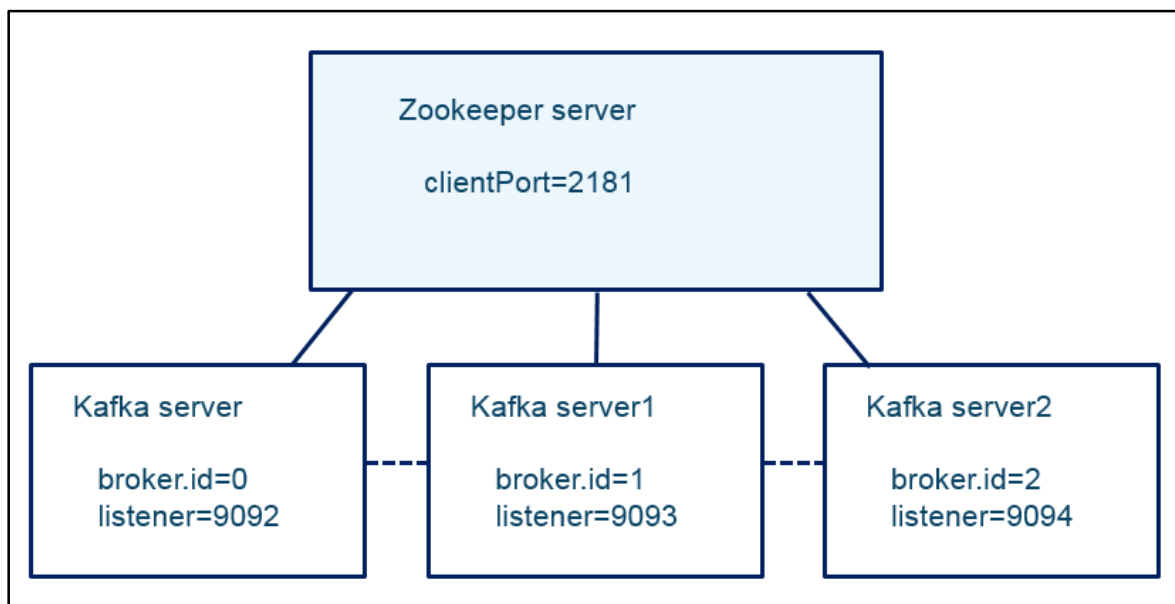 Zookeeper server
clientPort=2181
Kafka server
broker.id=0
listener=9092
Kafka server1
broker.id=1
listener=9093
Kafka server2
broker.id=2
listener=9094